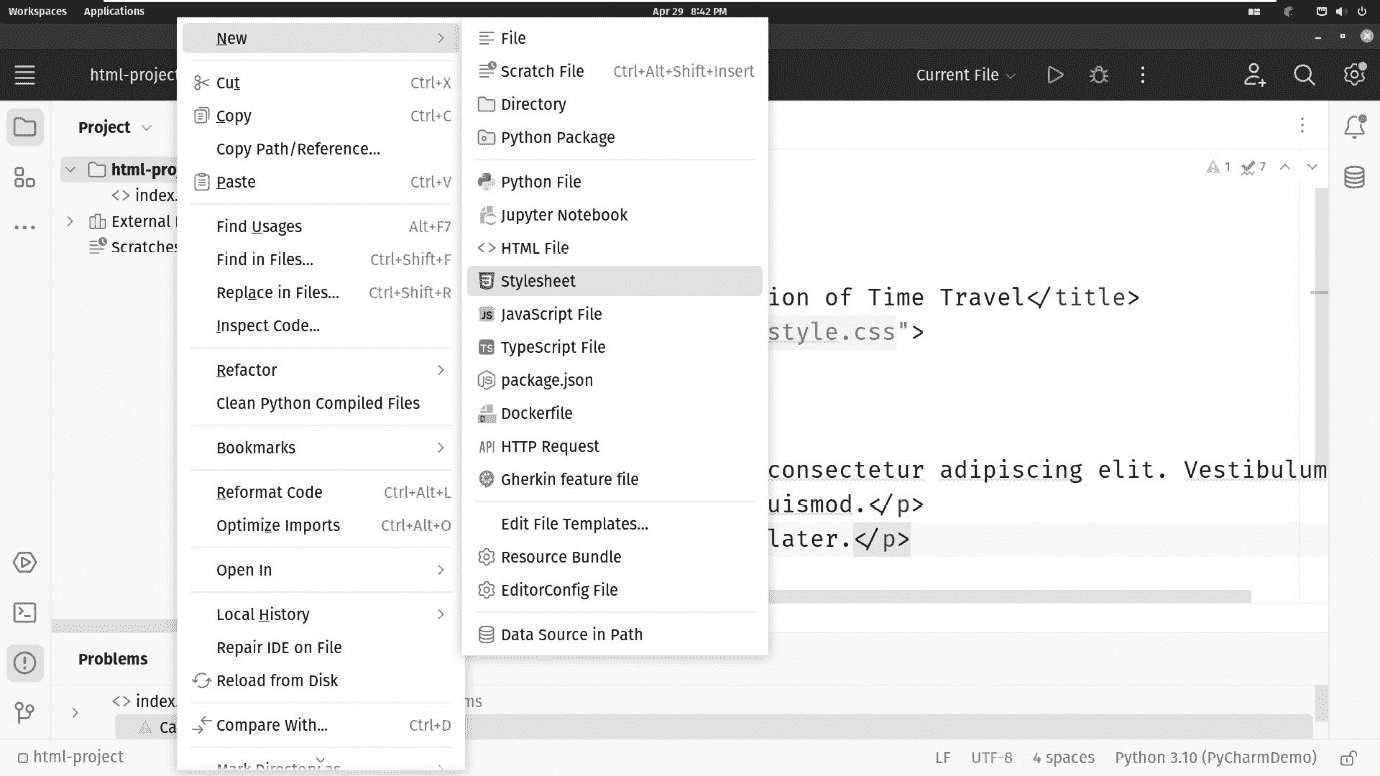 Workspaces Applications Apr 29 8:42 PM
html-project Current File
Project
html-pro
index.
External
Scratches
New
Cut Ctrl+X
Copy Ctrl+C
Copy Path/Reference...
Paste Ctrl+V
Find Usages Alt+F7
Find in Files... Ctrl+Shift+F
Replace in Files... Ctrl+Shift+R
Inspect Code...
Refactor
Clean Python Compiled Files
Bookmarks
Reformat Code Ctrl+Alt+L
Optimize Imports Ctrl+Alt+O
Open In
Local History
Repair IDE on File
Reload from Disk
Compare With... Ctrl+D
Mark Directory as
File
Scratch File Ctrl+Alt+Shift+Insert
Directory
Python Package
Python File
Jupyter Notebook
<> HTML File
Stylesheet
JS JavaScript File
TS TypeScript File
JS package.json
D Dockerfile
API HTTP Request
Gherkin feature file
Edit File Templates...
Resource Bundle
EditorConfig File
Data Source in Path
1 7
ion of Time Travel</title>
style.css">
consectetur adipiscing elit. Vestibulum
uismod.</p>
later.</p>
Problems
index. ms
Ca
html-project LF UTF-8 4 spaces Python 3.10 (PyCharmDemo)